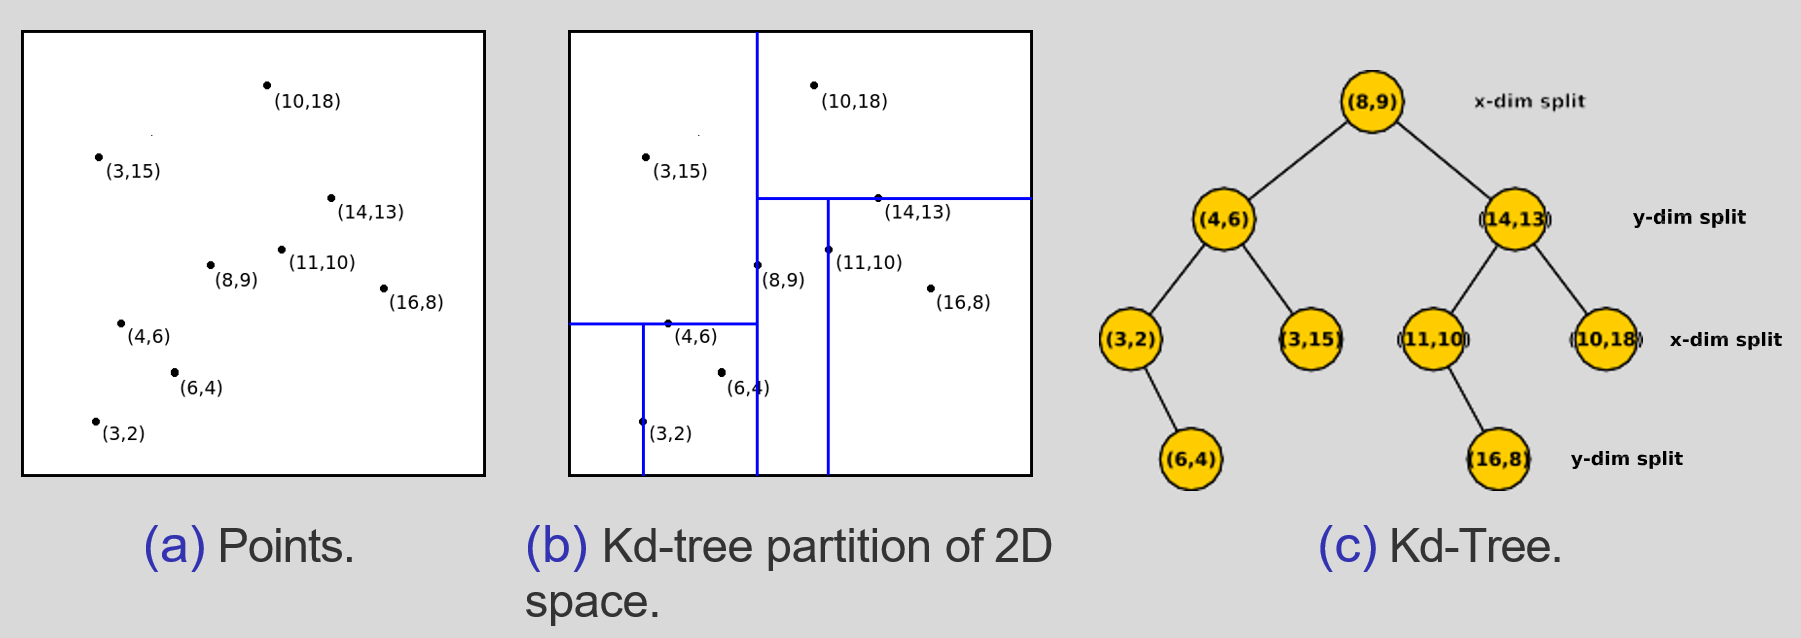 (10,18)
(3,15)
(14,13)
(11,10)
(8,9)
(16,8)
(4,6)
(6,4)
(3,2)
(a) Points.
(10,18)
(3,15)
(14,13)
(11,10)
(8,9)
(16,8)
(4,6)
(6,4)
(3,2)
(b) Kd-tree partition of 2D
space.
(8,9) x-dim split
(4,6) (14,13) y-dim split
(3,2) (3,15) (11,10) (10,18) x-dim split
(6,4) (16,8) y-dim split
(c) Kd-Tree.